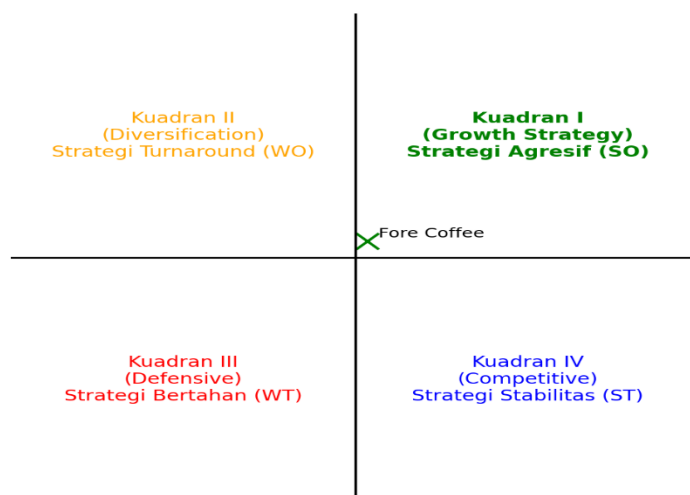 Kuadran II
(Diversification)
Strategi Turnaround (WO)
Kuadran I
(Growth Strategy)
Strategi Agresif (SO)
Fore Coffee
Kuadran III
(Defensive)
Strategi Bertahan (WT)
Kuadran IV
(Competitive)
Strategi Stabilitas (ST)